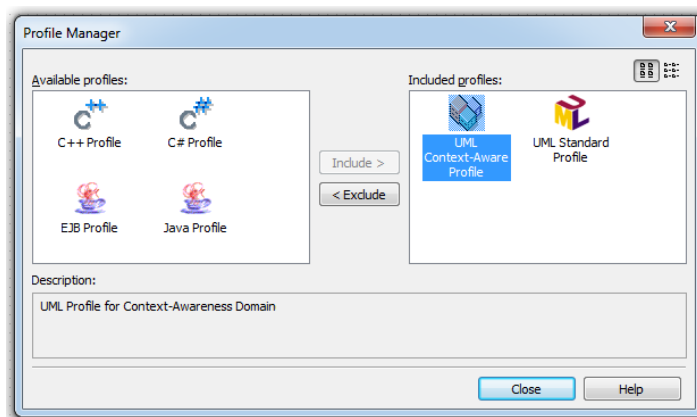 Profile Manager
Available profiles:
Included profiles:
C++ Profile
C# Profile
EJB Profile
Java Profile
Include >
< Exclude
UML
Context-Aware
Profile
UML Standard
Profile
Description:
UML Profile for Context-Awareness Domain
Close
Help